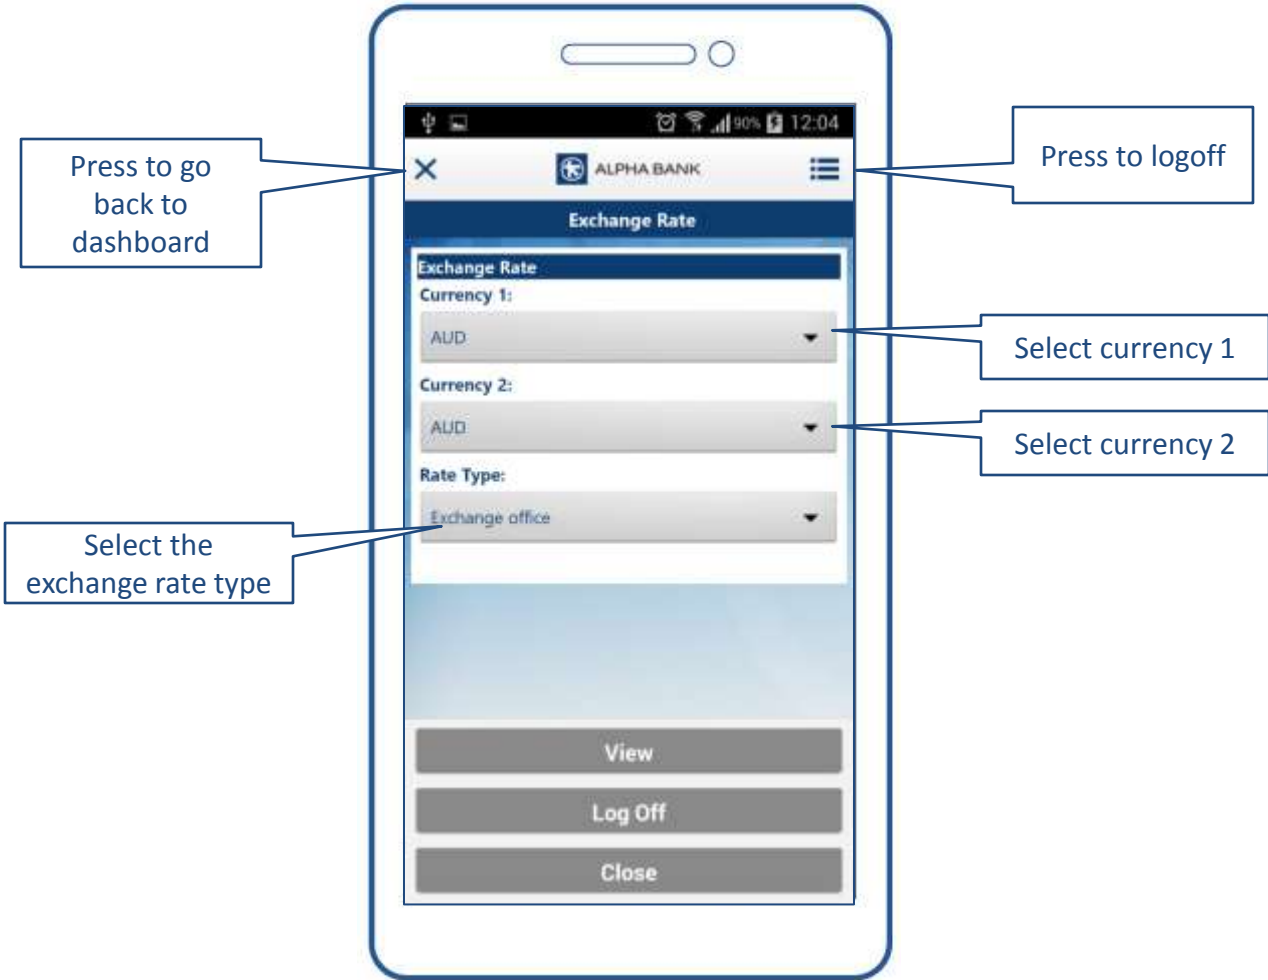 90% 12:04
Press to go
back to
dashboard
ALPHA BANK
Press to logoff
Exchange Rate
Exchange Rate
Currency 1:
AUD
Select currency 1
Currency 2:
AUD
Select currency 2
Rate Type:
Exchange office
Select the
exchange rate type
View
Log Off
Close